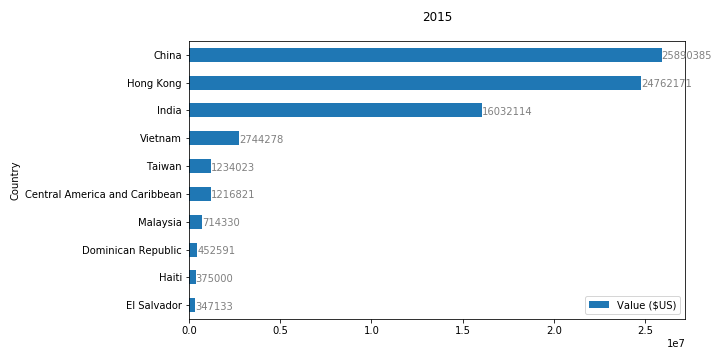 2015
Country
China
25890385
Hong Kong
24762171
India
16032114
Vietnam
2744278
Taiwan
1234023
Central America and Caribbean
1216821
Malaysia
714330
Dominican Republic
452591
Haiti
375000
El Salvador
347133
Value ($US)
0.0 0.5 1.0 1.5 2.0 2.5
1e7